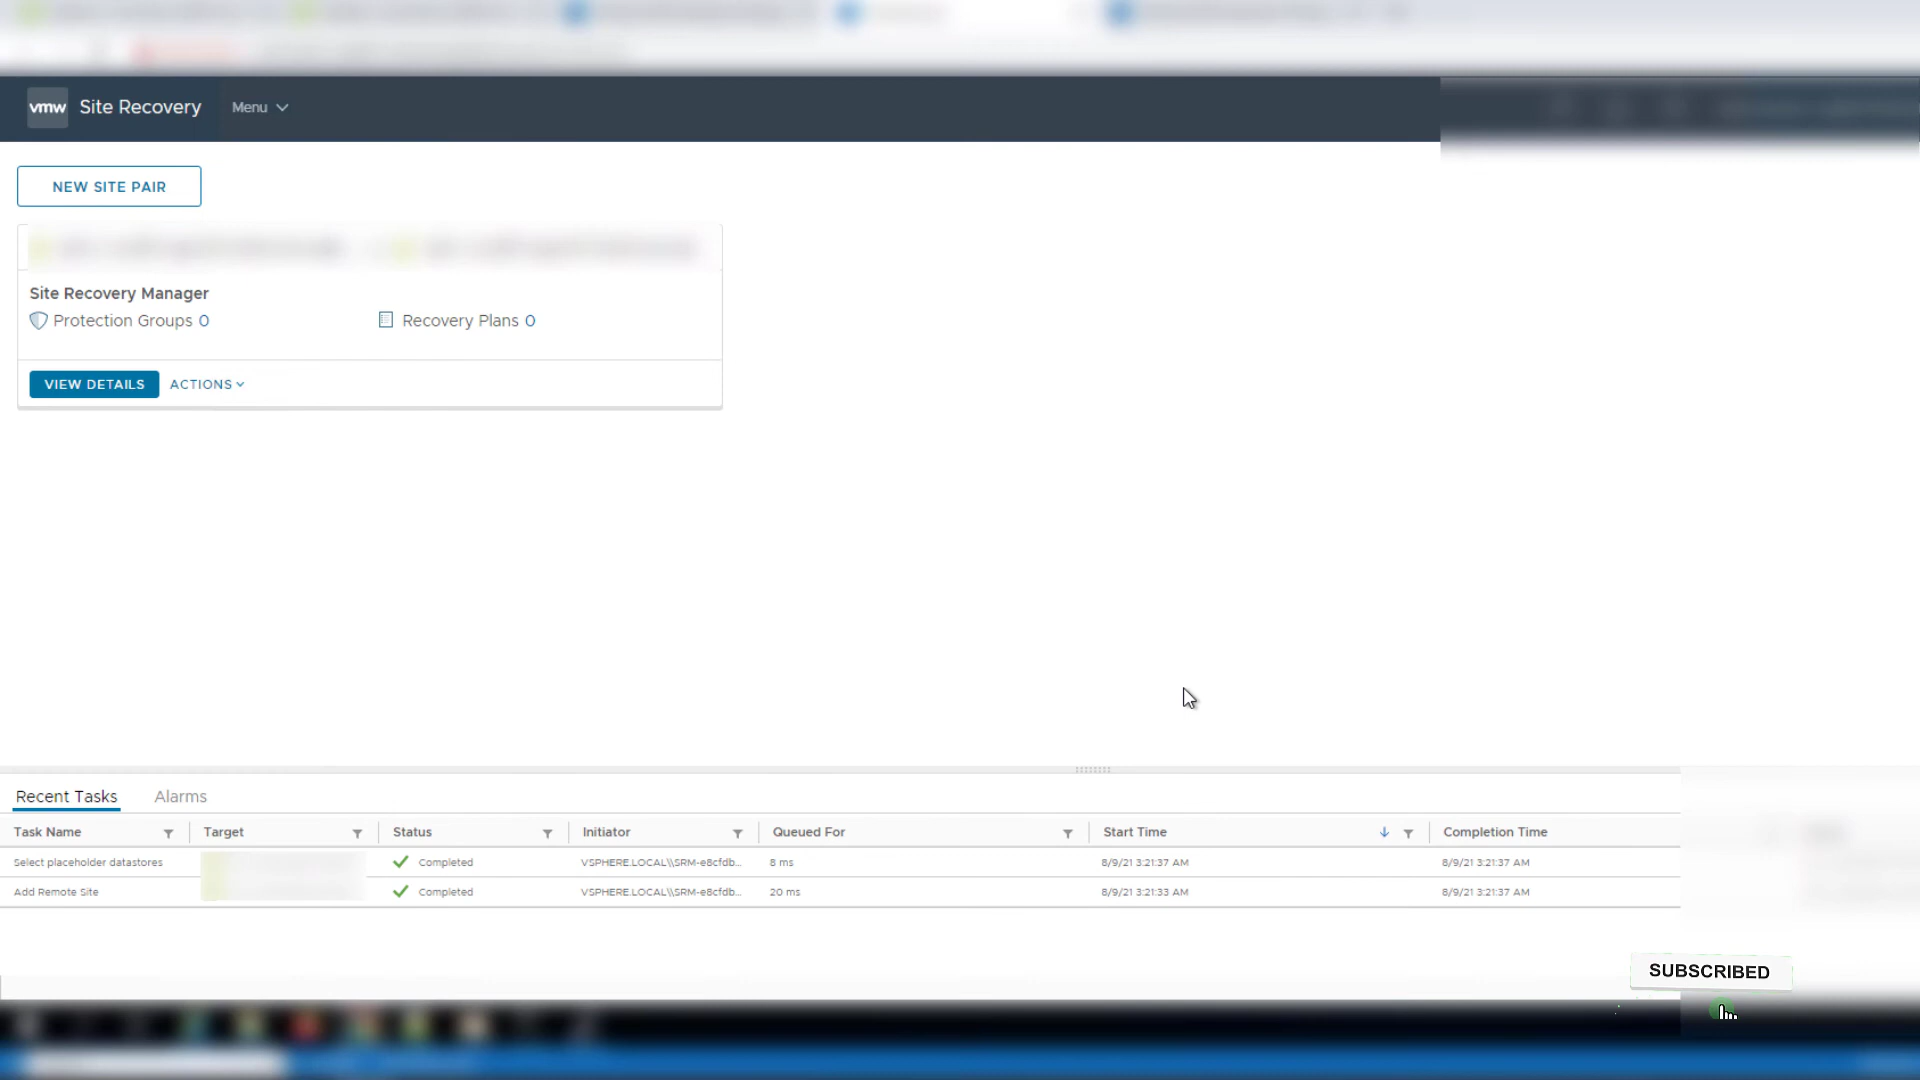 vmw Site Recovery Menu
NEW SITE PAIR
Site Recovery Manager
Protection Groups 0 Recovery Plans 0
VIEW DETAILS ACTIONS
Recent Tasks Alarms
Task Name Target Status Initiator Queued For Start Time Completion Time
Select placeholder datastores Completed VSPHERE.LOCAL\\SRM-e8cfdb... 8 ms 8/9/21 3:21:37 AM 8/9/21 3:21:37 AM
Add Remote Site Completed VSPHERE.LOCAL\\SRM-e8cfdb... 20 ms 8/9/21 3:21:33 AM 8/9/21 3:21:37 AM
SUBSCRIBED